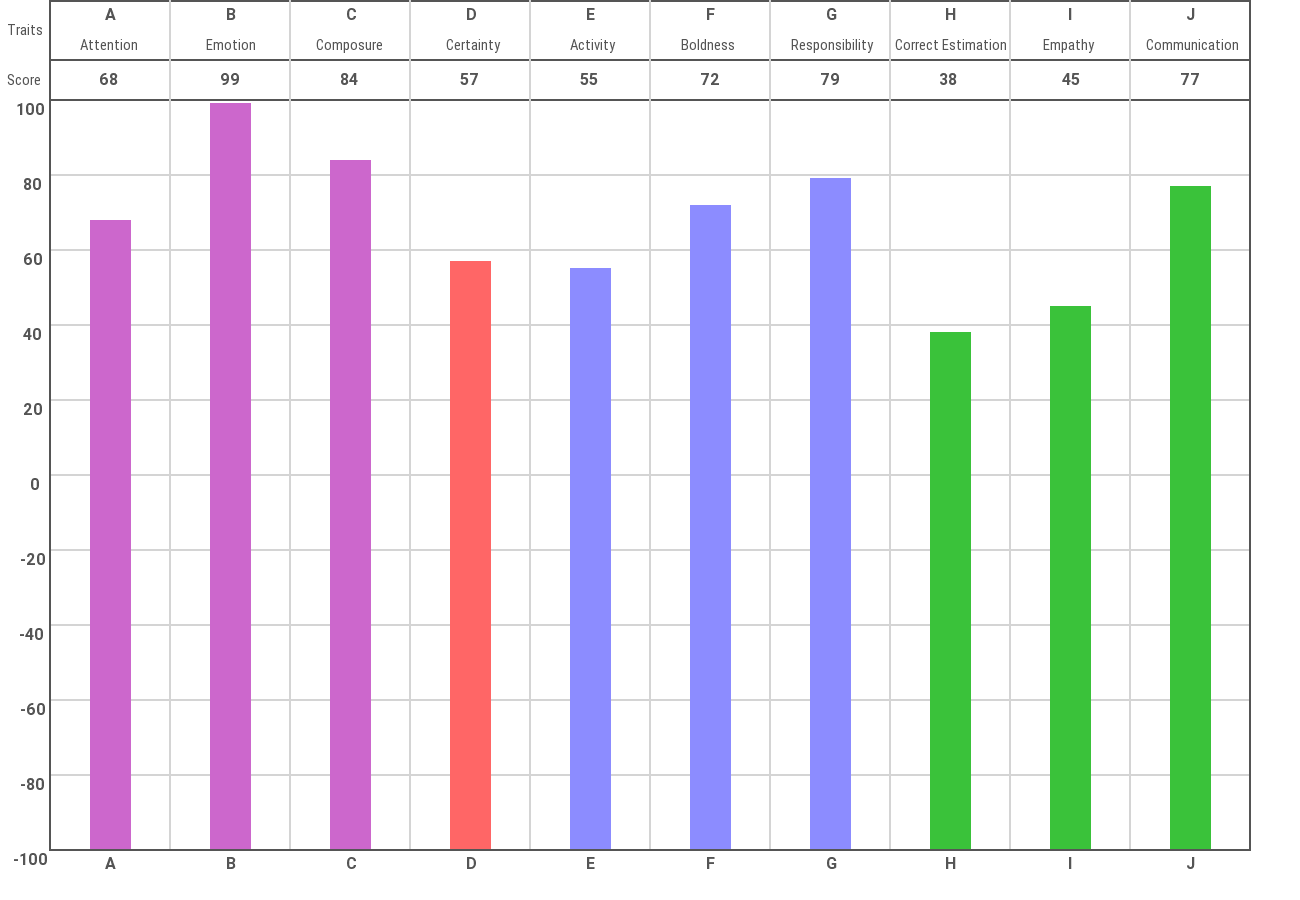 A B C D E F G H I J
Traits
Attention Emotion Composure Certainty Activity Boldness Responsibility Correct Estimation Empathy Communication
Score 68 99 84 57 55 72 79 38 45 77
100
80
60
40
20
0
-20
-40
-60
-80
-100
A B C D E F G H I J